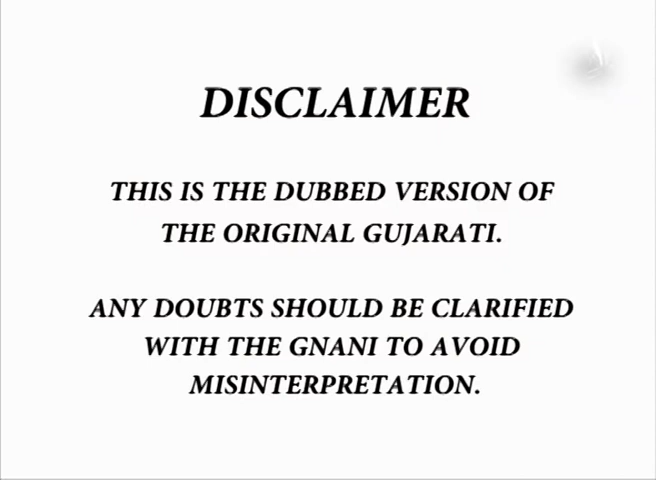 DISCLAIMER
THIS IS THE DUBBED VERSION OF
THE ORIGINAL GUJARATI.
ANY DOUBTS SHOULD BE CLARIFIED
WITH THE GNANI TO AVOID
MISINTERPRETATION.